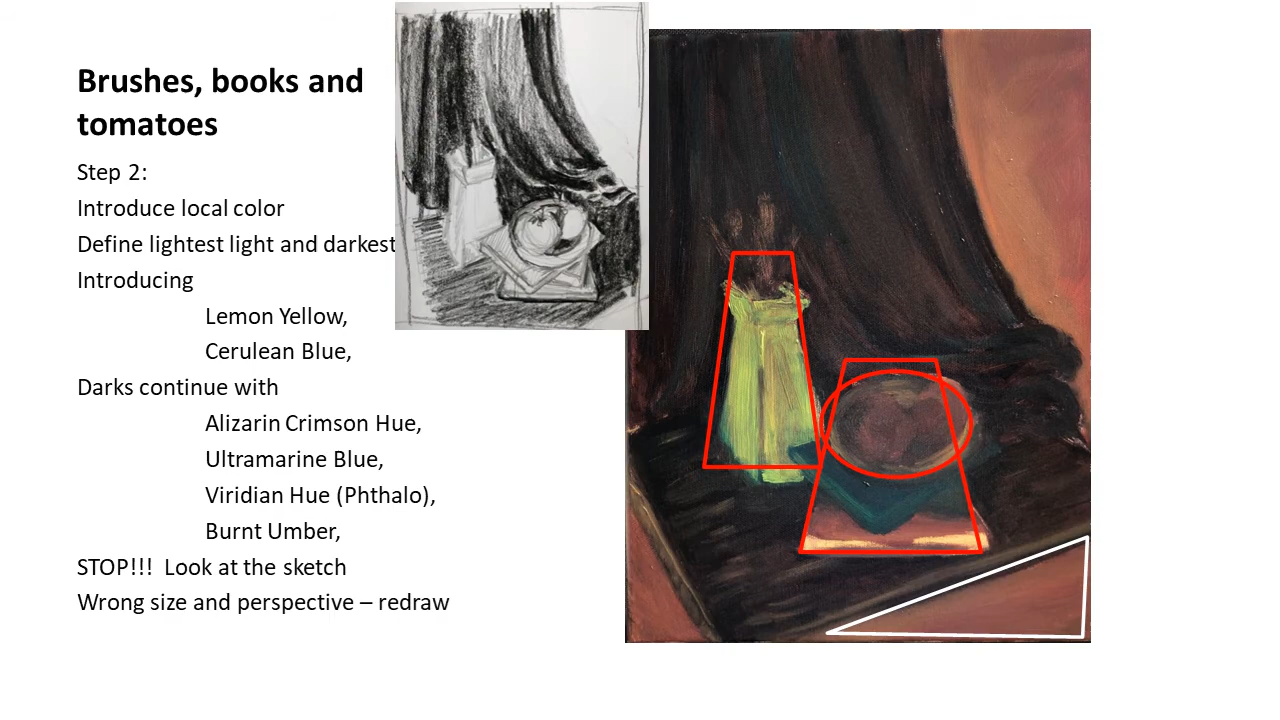 Brushes, books and
tomatoes
Step 2:
Introduce local color
Define lightest light and darkest
Introducing
Lemon Yellow,
Cerulean Blue,
Darks continue with
Alizarin Crimson Hue,
Ultramarine Blue,
Viridian Hue (Phthalo),
Burnt Umber,
STOP!!!  Look at the sketch
Wrong size and perspective – redraw